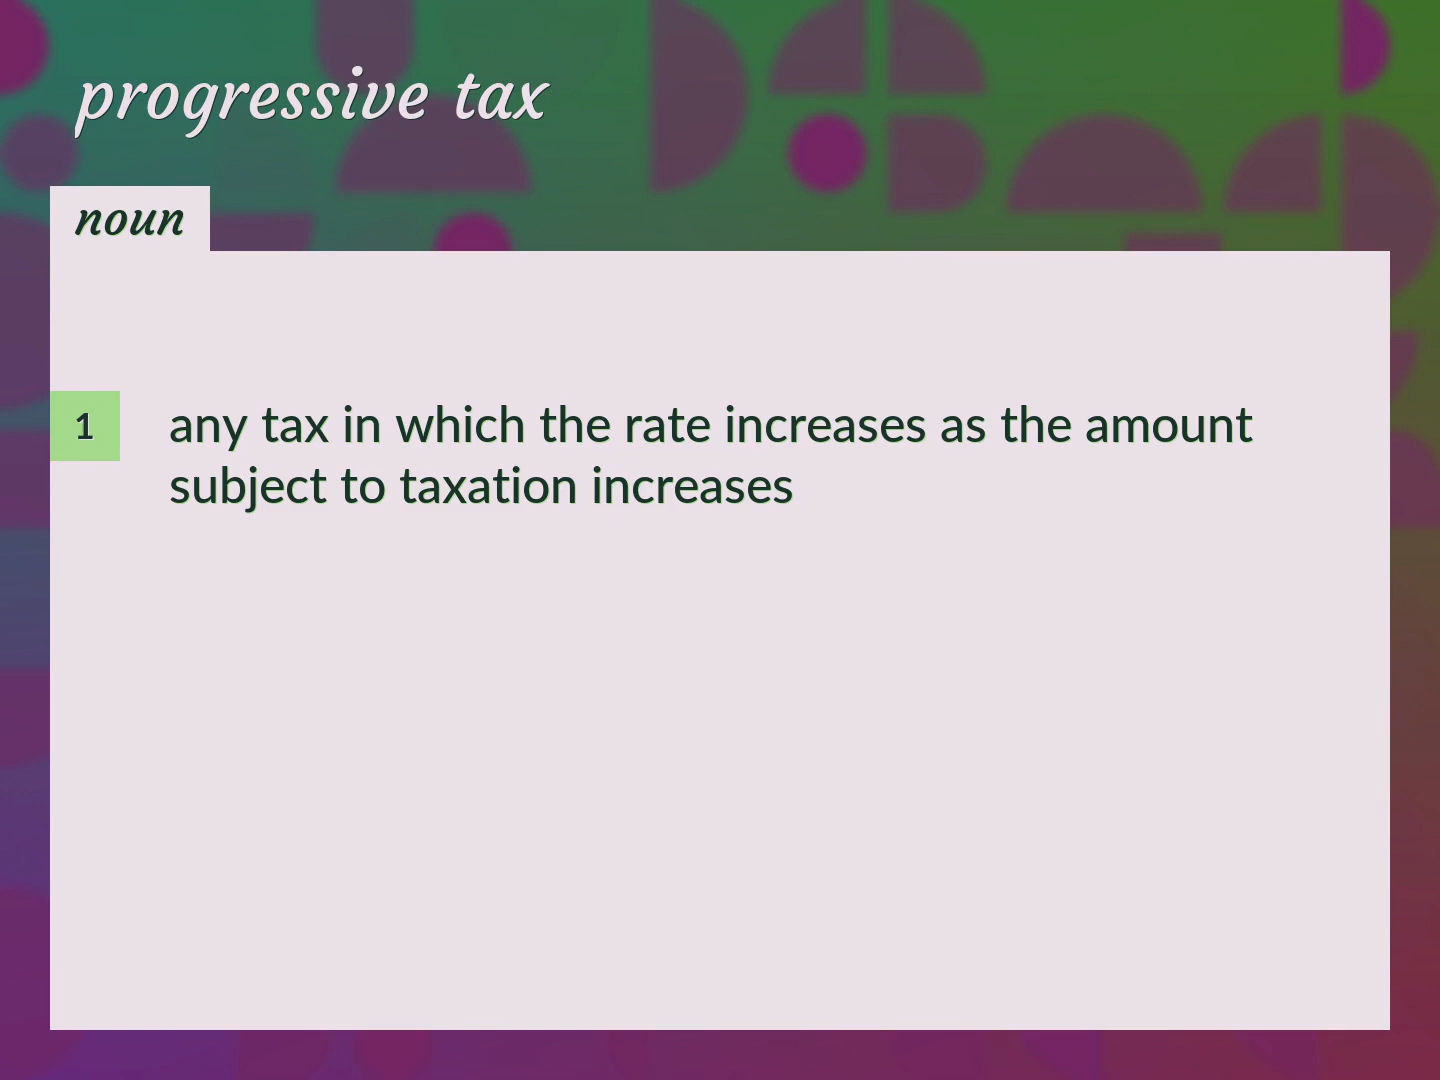 progressive tax
noun
1
any tax in which the rate increases as the amount
subject to taxation increases